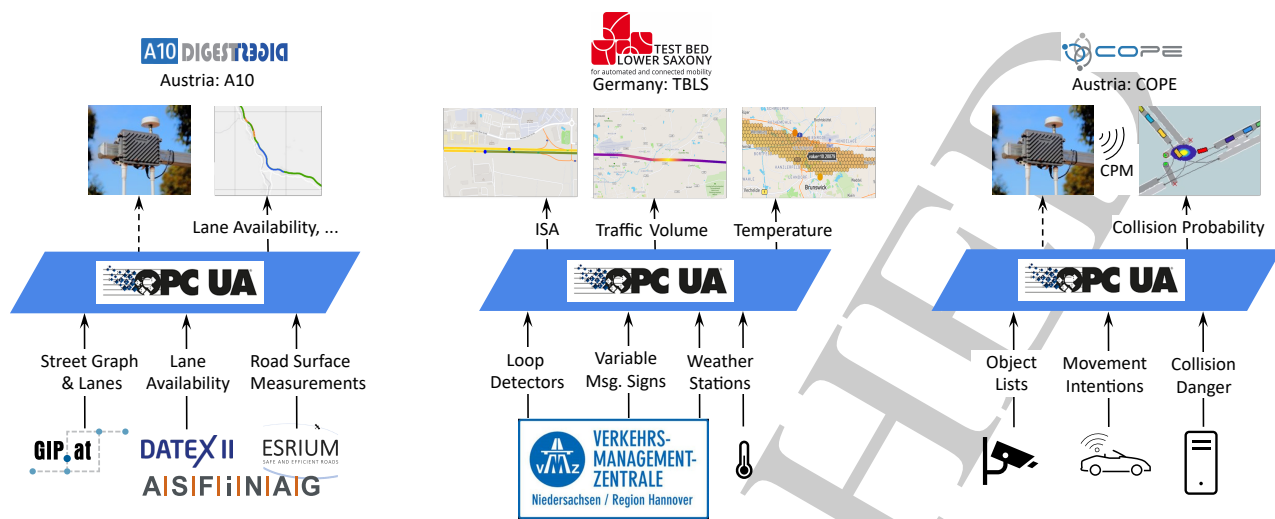 A10 DIGEST DIGEST
Austria: A10
Lane Availability, ...
OPC UA
Street Graph
& Lanes
Lane
Availability
Road Surface
Measurements
GIP.at
DATEX II
ESRIUM
SAFE AND EFFICIENT ROADS
A|S|F|i|N|A|G
TEST BED
LOWER SAXONY
for automated and connected mobility
Germany: TBLS
Brunswick
ISA
Traffic Volume
Temperature
OPC UA
Loop
Detectors
Variable
Msg. Signs
Weather
Stations
vmz
VERKEHRS-
MANAGEMENT-
ZENTRALE
Niedersachsen / Region Hannover
COPE
Austria: COPE
CPM
Collision Probability
OPC UA
Object
Lists
Movement
Intentions
Collision
Danger